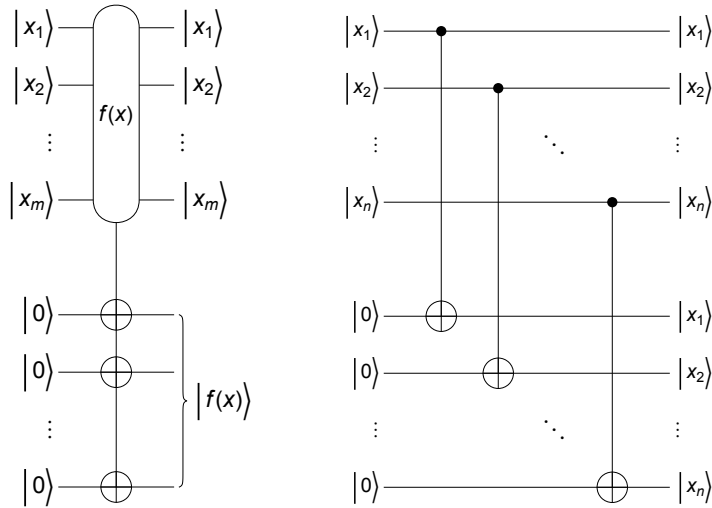 |x₁⟩ |x₁⟩ |x₁⟩ |x₁⟩
|x₂⟩ |x₂⟩ |x₂⟩ |x₂⟩
f(x)
⋮ ⋮ ⋮ ⋱ ⋮
|xₘ⟩ |xₘ⟩ |xₙ⟩ |xₙ⟩
|0⟩ |0⟩ |x₁⟩
|0⟩ |0⟩ |x₂⟩
|f(x)⟩
⋮ ⋮ ⋱ ⋮
|0⟩ |0⟩ |xₙ⟩